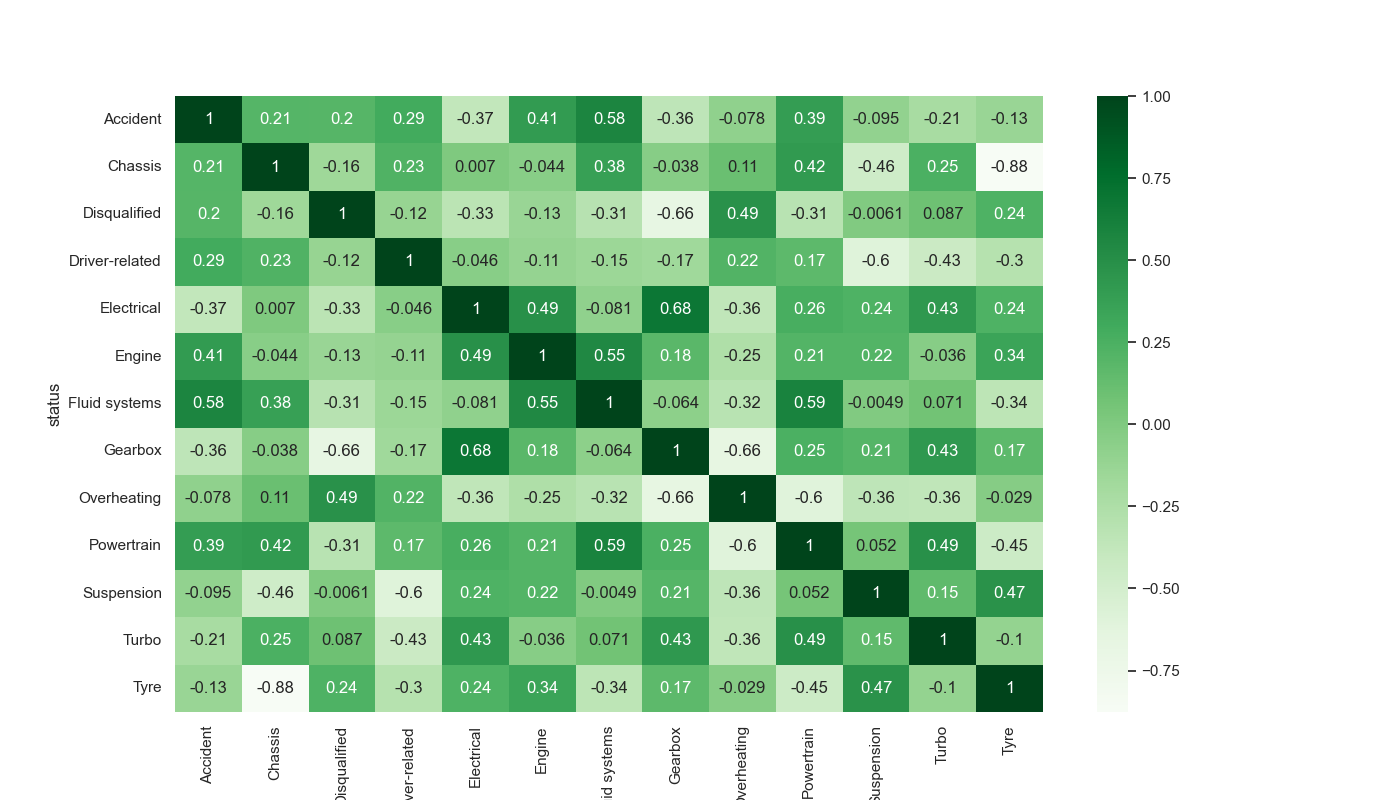 Accident 1 0.21 0.2 0.29 -0.37 0.41 0.58 -0.36 -0.078 0.39 -0.095 -0.21 -0.13
Chassis 0.21 1 -0.16 0.23 0.007 -0.044 0.38 -0.038 0.11 0.42 -0.46 0.25 -0.88
Disqualified 0.2 -0.16 1 -0.12 -0.33 -0.13 -0.31 -0.66 0.49 -0.31 -0.0061 0.087 0.24
Driver-related 0.29 0.23 -0.12 1 -0.046 -0.11 -0.15 -0.17 0.22 0.17 -0.6 -0.43 -0.3
Electrical -0.37 0.007 -0.33 -0.046 1 0.49 -0.081 0.68 -0.36 0.26 0.24 0.43 0.24
Engine 0.41 -0.044 -0.13 -0.11 0.49 1 0.55 0.18 -0.25 0.21 0.22 -0.036 0.34
status
Fluid systems 0.58 0.38 -0.31 -0.15 -0.081 0.55 1 -0.064 -0.32 0.59 -0.0049 0.071 -0.34
Gearbox -0.36 -0.038 -0.66 -0.17 0.68 0.18 -0.064 1 -0.66 0.25 0.21 0.43 0.17
Overheating -0.078 0.11 0.49 0.22 -0.36 -0.25 -0.32 -0.66 1 -0.6 -0.36 -0.36 -0.029
Powertrain 0.39 0.42 -0.31 0.17 0.26 0.21 0.59 0.25 -0.6 1 0.052 0.49 -0.45
Suspension -0.095 -0.46 -0.0061 -0.6 0.24 0.22 -0.0049 0.21 -0.36 0.052 1 0.15 0.47
Turbo -0.21 0.25 0.087 -0.43 0.43 -0.036 0.071 0.43 -0.36 0.49 0.15 1 -0.1
Tyre -0.13 -0.88 0.24 -0.3 0.24 0.34 -0.34 0.17 -0.029 -0.45 0.47 -0.1 1
Accident
Chassis
Disqualified
ver-related
Electrical
Engine
id systems
Gearbox
Overheating
Powertrain
Suspension
Turbo
Tyre
1.00
0.75
0.50
0.25
0.00
−0.25
−0.50
−0.75